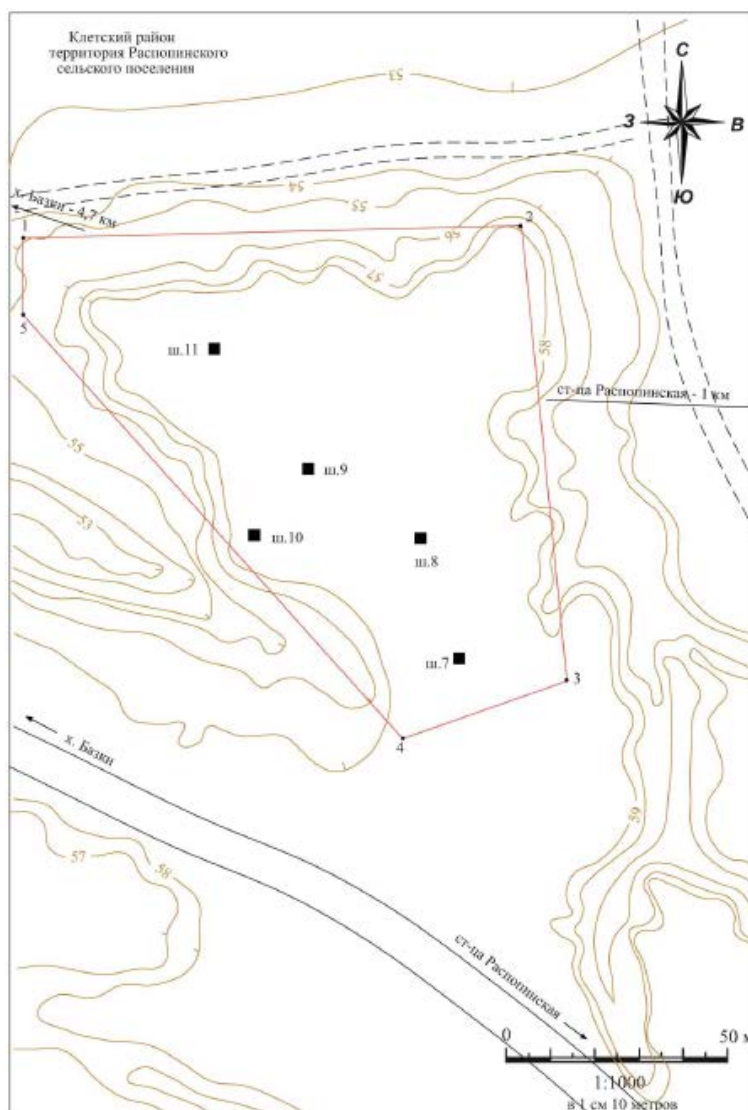 Клетский район
территория Распопинского
сельского поселения
С
З
В
Ю
53
54
55
56
57
58
х. Базки - 4,7 км
1
2
5
ш.11
ст-ца Распопинская - 1 км
55
53
ш.9
ш.10
ш.8
ш.7
3
4
х. Базки
59
57
58
ст-ца Распопинская
0
50 м
1:1000
в 1 см 10 метров